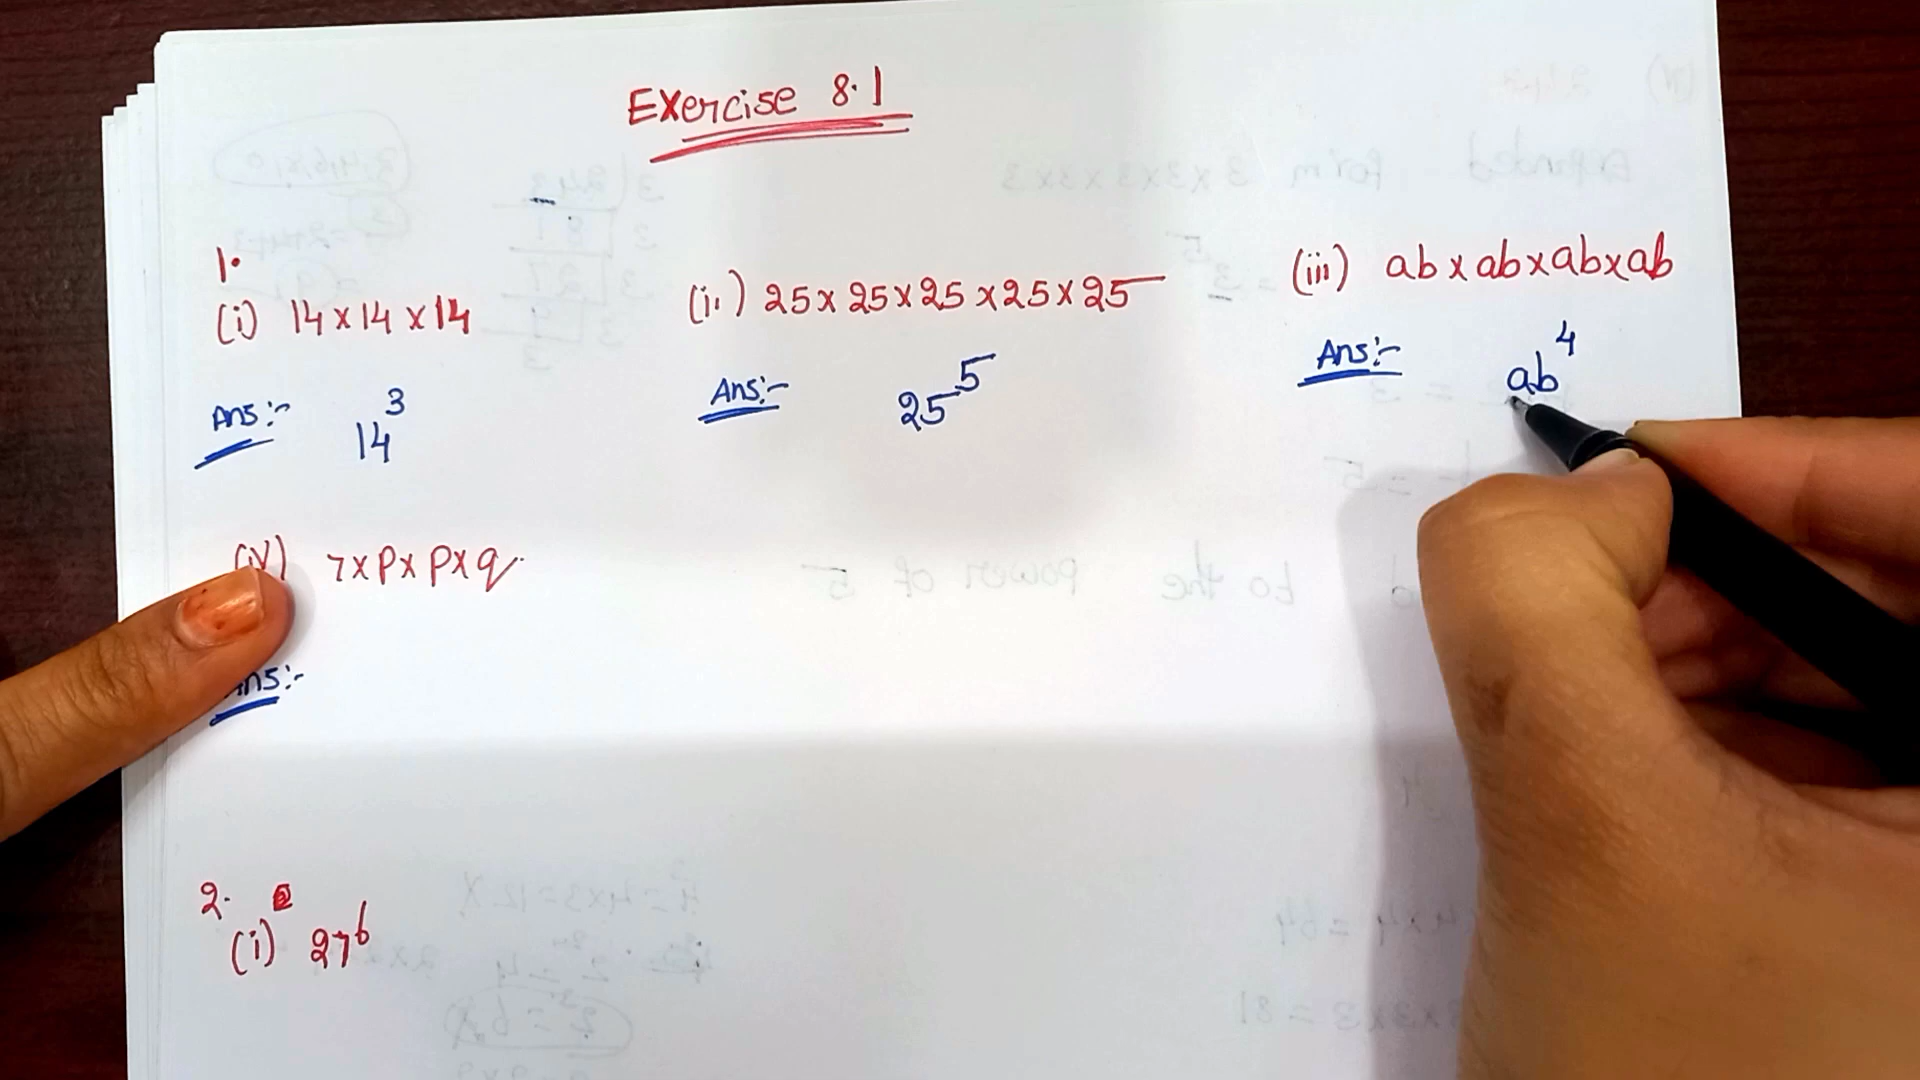 Exercise 8.1
1.
(i) 14 x 14 x 14
(ii) 25 x 25 x 25 x 25 x 25
(iii) ab x ab x ab x ab
Ans:- 14³
Ans:- 25⁵
Ans:- ab⁴
(iv) 7 x p x p x q
Ans:-
2.
(i) 27⁶